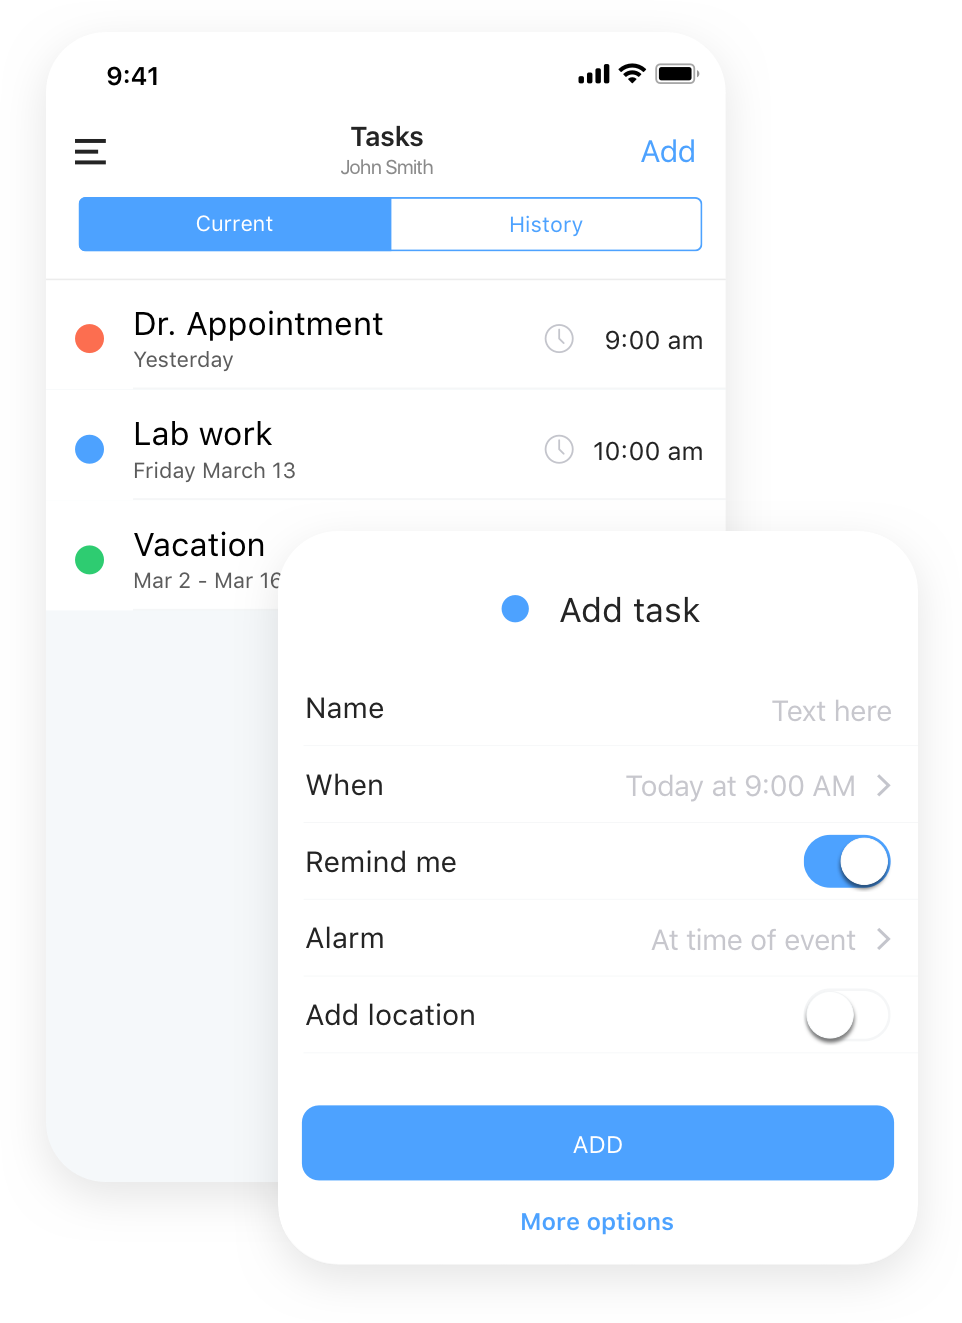 9:41
Tasks
John Smith
Add
Current
History
Dr. Appointment
9:00 am
Yesterday
Lab work
10:00 am
Friday March 13
Vacation
Mar 2 - Mar 16
Add task
Name
Text here
When
Today at 9:00 AM
Remind me
Alarm
At time of event
Add location
ADD
More options